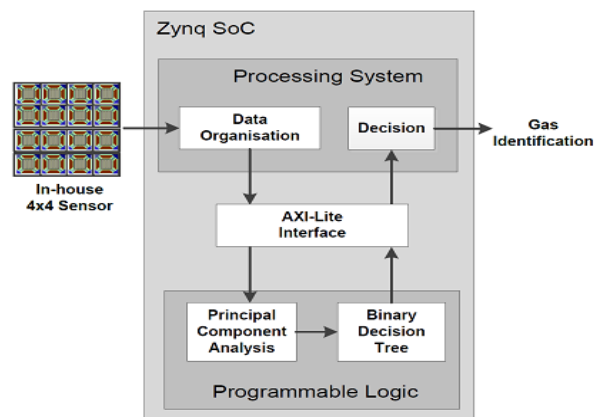 Zynq SoC
Processing System
Data
Organisation
Decision
Gas
Identification
In-house
4x4 Sensor
AXI-Lite
Interface
Principal
Component
Analysis
Binary
Decision
Tree
Programmable Logic